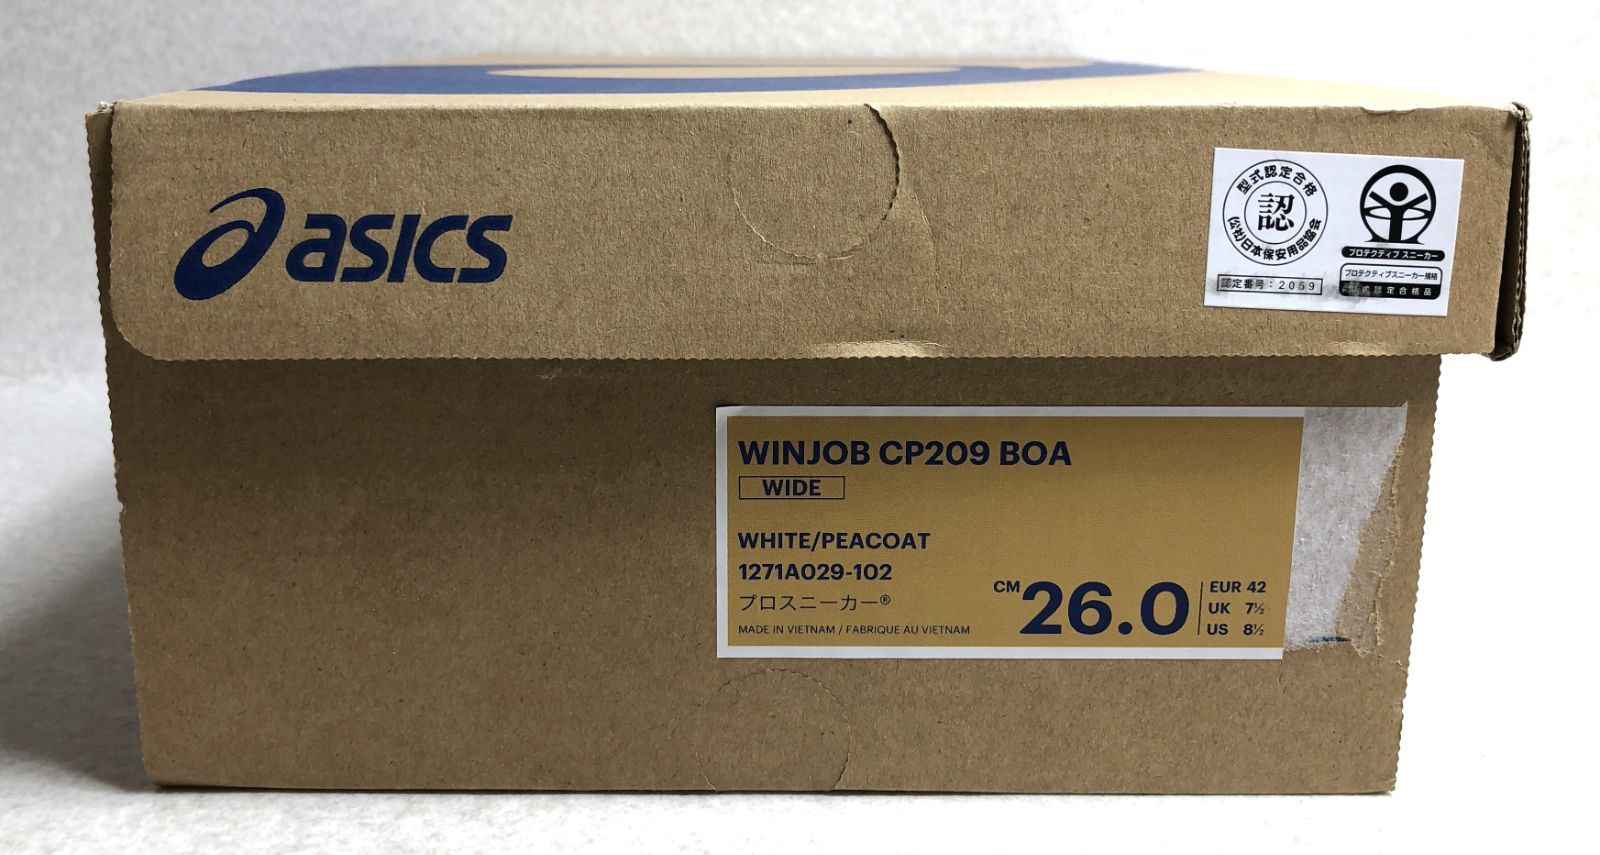 asics
型式認定合格
認
(公社)日本保安用品協会
認定番号：2059
プロテクティブ スニーカー
プロテクティブスニーカー規格
型式認定合格品
WINJOB CP209 BOA
WIDE
WHITE/PEACOAT
1271A029-102
プロスニーカー®
MADE IN VIETNAM / FABRIQUE AU VIETNAM
CM 26.0
EUR 42
UK 7½
US 8½